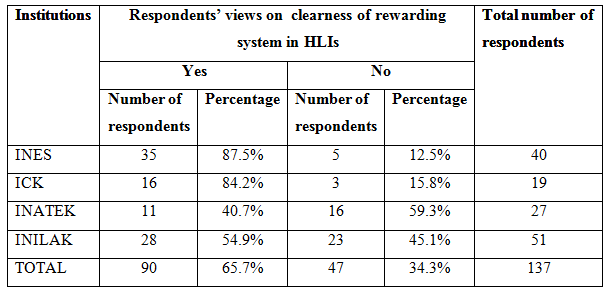 Institutions Respondents' views on clearness of rewarding Total number of
system in HLIs respondents
Yes No
Number of Percentage Number of Percentage
respondents respondents
INES 35 87.5% 5 12.5% 40
ICK 16 84.2% 3 15.8% 19
INATEK 11 40.7% 16 59.3% 27
INILAK 28 54.9% 23 45.1% 51
TOTAL 90 65.7% 47 34.3% 137